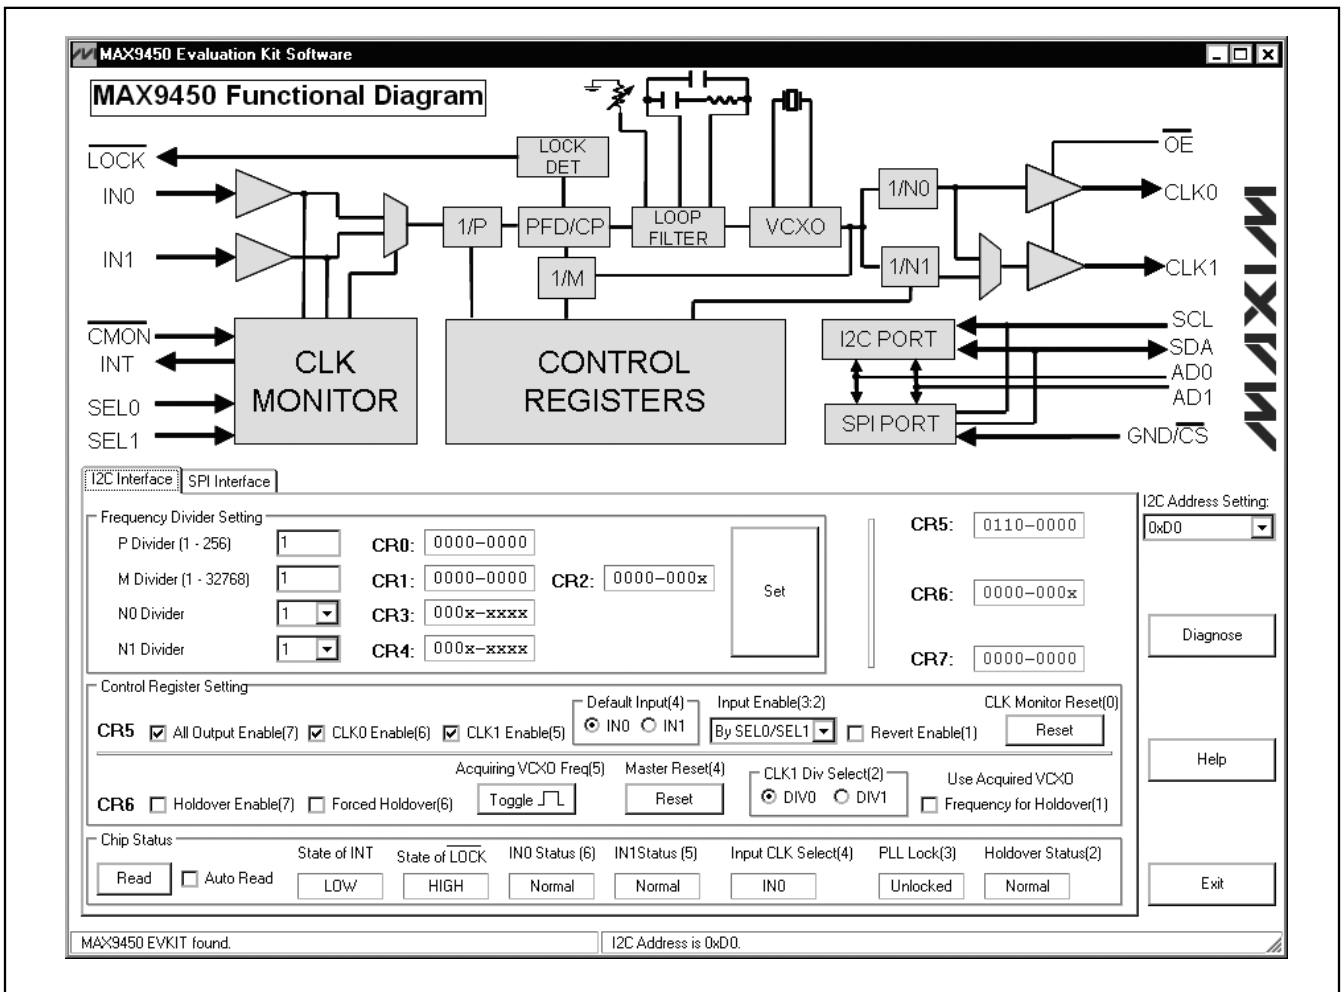 MAX9450 Evaluation Kit Software
MAX9450 Functional Diagram
LOCK
LOCK DET
OE
IN0
1/N0
CLK0
1/P
PFD/CP
LOOP FILTER
VCXO
IN1
1/M
1/N1
CLK1
MAXIM
CMON
INT
SEL0
SEL1
CLK MONITOR
CONTROL REGISTERS
I2C PORT
SPI PORT
SCL
SDA
AD0
AD1
GND/CS
I2C Interface
SPI Interface
I2C Address Setting:
0xD0
Frequency Divider Setting
P Divider (1 - 256) 1 CR0: 0000-0000
M Divider (1 - 32768) 1 CR1: 0000-0000 CR2: 0000-000x
N0 Divider 1 CR3: 000x-xxxx
N1 Divider 1 CR4: 000x-xxxx
Set
CR5: 0110-0000
CR6: 0000-000x
CR7: 0000-0000
Diagnose
Control Register Setting
Default Input(4) Input Enable(3:2) CLK Monitor Reset(0)
CR5 All Output Enable(7) CLK0 Enable(6) CLK1 Enable(5) IN0 IN1 By SEL0/SEL1 Revert Enable(1) Reset
Acquiring VCXO Freq(5) Master Reset(4) CLK1 Div Select(2) Use Acquired VCXO
CR6 Holdover Enable(7) Forced Holdover(6) Toggle Reset DIV0 DIV1 Frequency for Holdover(1)
Help
Chip Status
State of INT State of LOCK IN0 Status (6) IN1Status (5) Input CLK Select(4) PLL Lock(3) Holdover Status(2)
Read Auto Read LOW HIGH Normal Normal IN0 Unlocked Normal
Exit
MAX9450 EVKIT found.
I2C Address is 0xD0.